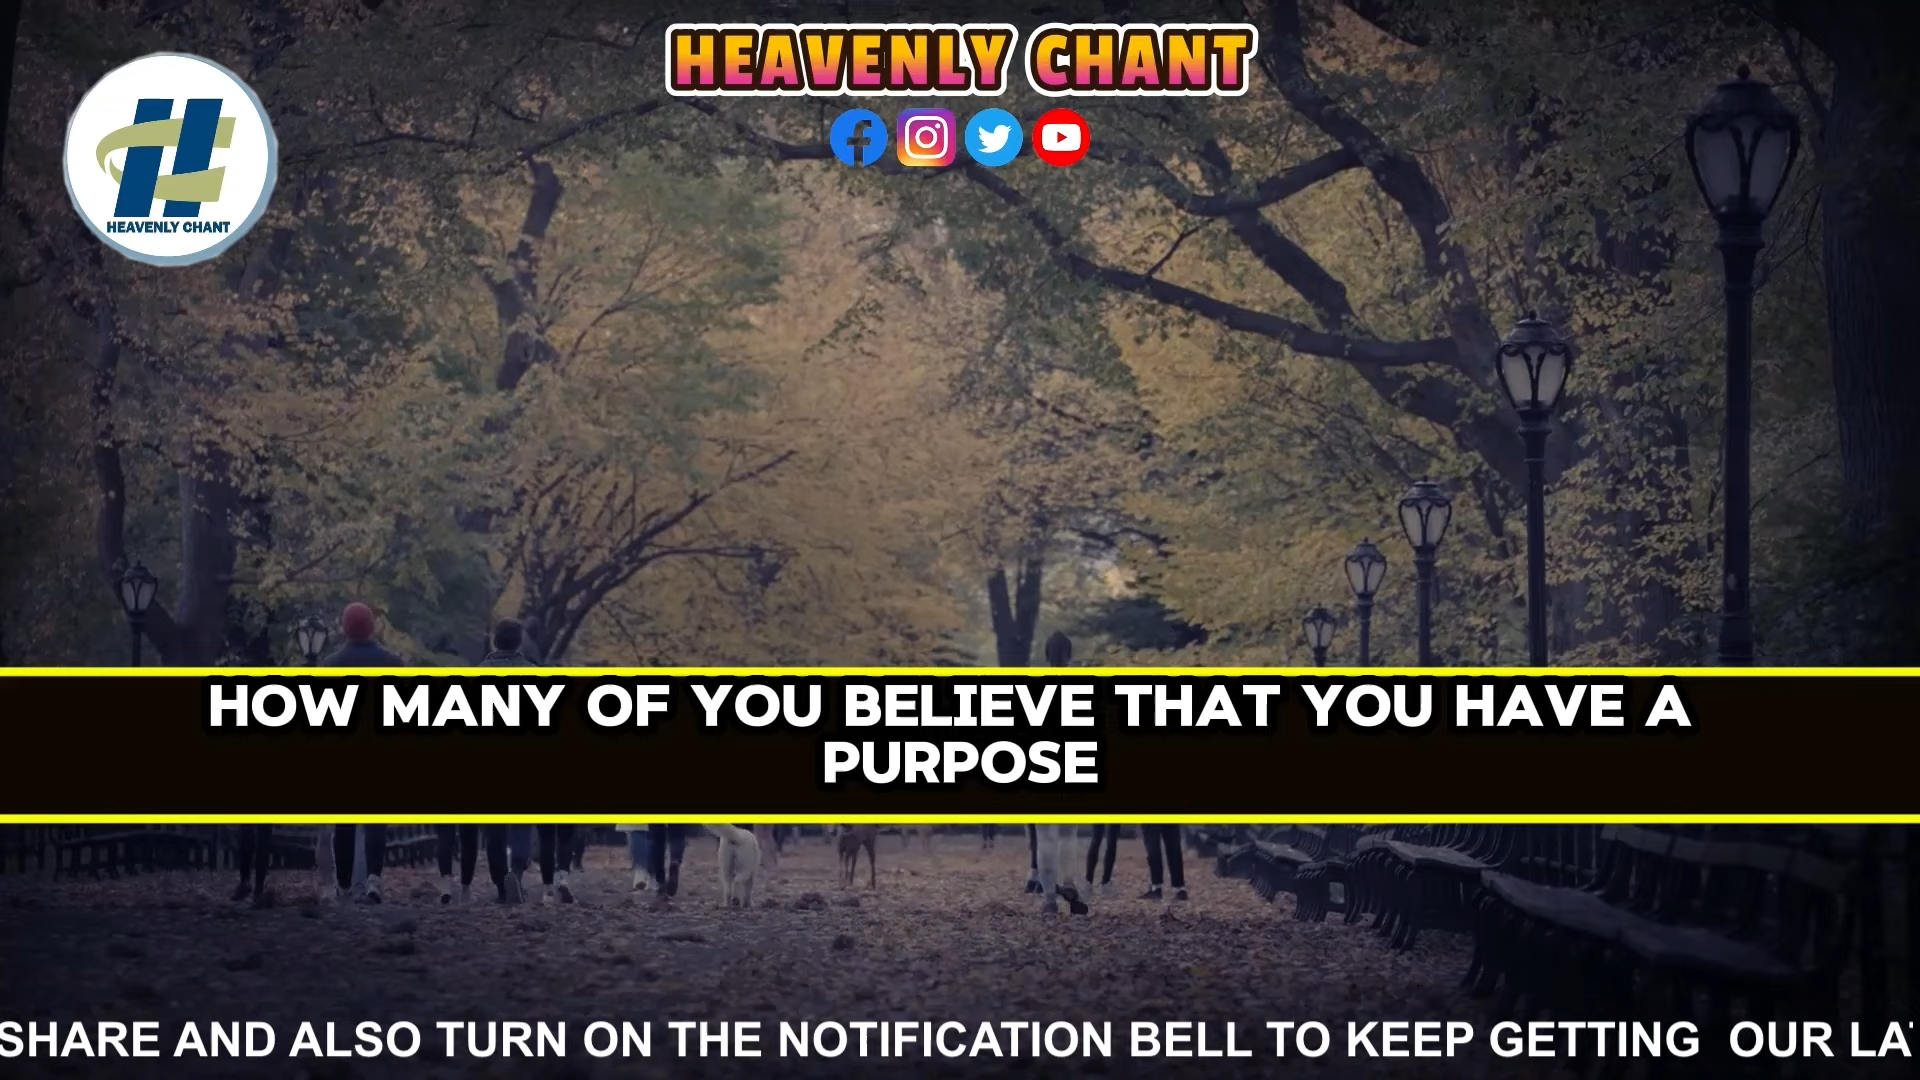 HEAVENLY CHANT
HEAVENLY CHANT
HOW MANY OF YOU BELIEVE THAT YOU HAVE A
PURPOSE
SHARE AND ALSO TURN ON THE NOTIFICATION BELL TO KEEP GETTING OUR